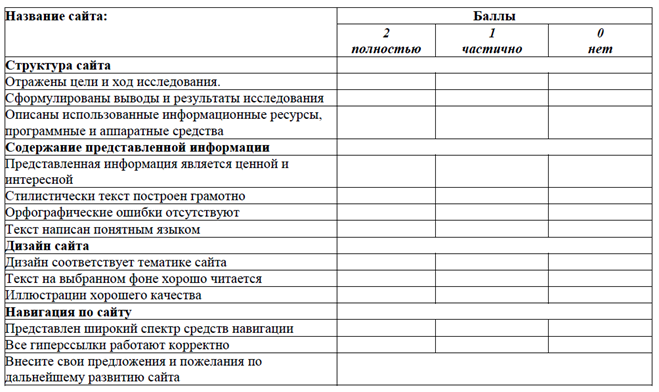 Название сайта:
Баллы
2
полностью
1
частично
0
нет
Структура сайта
Отражены цели и ход исследования.
Сформулированы выводы и результаты исследования
Описаны использованные информационные ресурсы,
программные и аппаратные средства
Содержание представленной информации
Представленная информация является ценной и
интересной
Стилистически текст построен грамотно
Орфографические ошибки отсутствуют
Текст написан понятным языком
Дизайн сайта
Дизайн соответствует тематике сайта
Текст на выбранном фоне хорошо читается
Иллюстрации хорошего качества
Навигация по сайту
Представлен широкий спектр средств навигации
Все гиперссылки работают корректно
Внесите свои предложения и пожелания по
дальнейшему развитию сайта